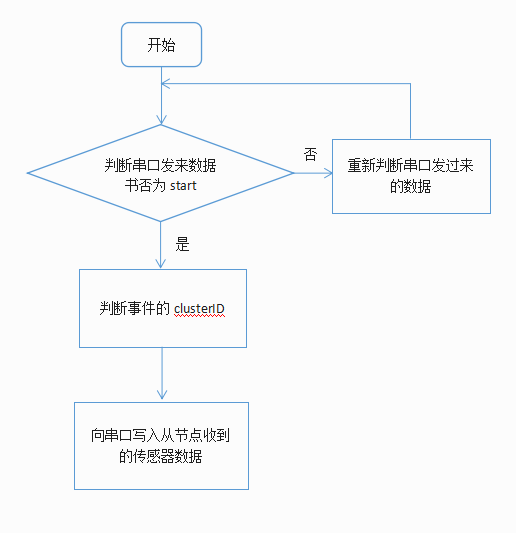 开始
判断串口发来数据
书否为 start
否
重新判断串口发过来
的数据
是
判断事件的 clusterID
向串口写入从节点收到
的传感器数据